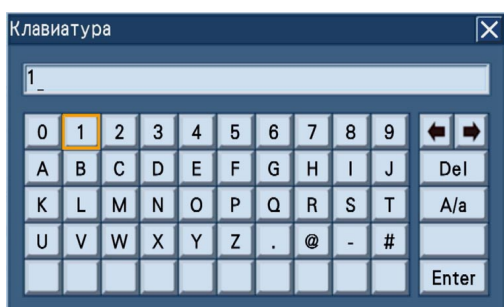 Клавиатура
1_
0 1 2 3 4 5 6 7 8 9
A B C D E F G H I J Del
K L M N O P Q R S T A/a
U V W X Y Z . @ - #
Enter